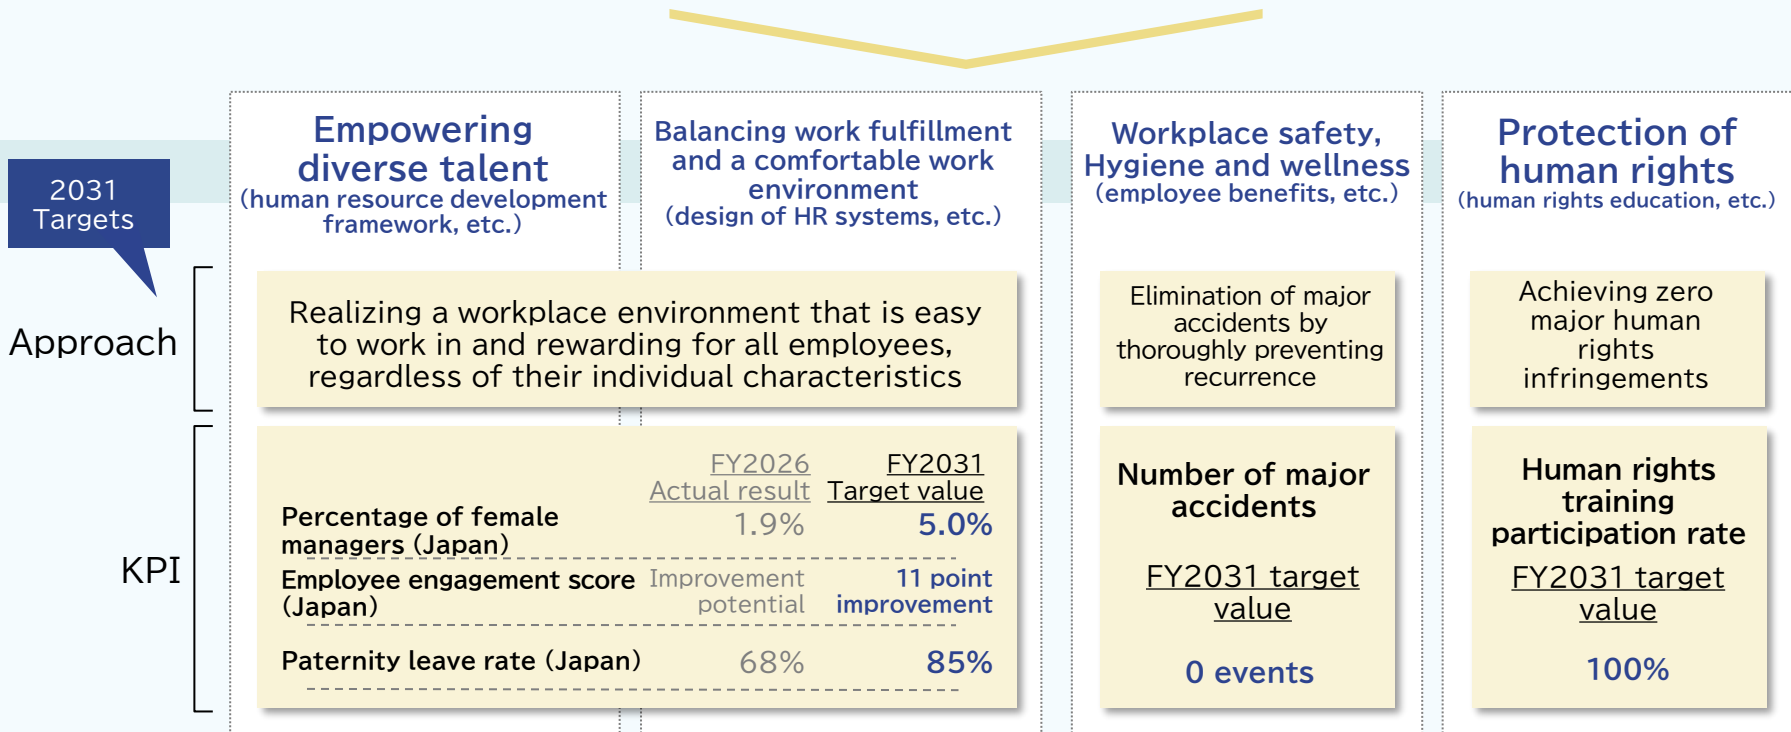 2031
Targets
Empowering
diverse talent
(human resource development
framework, etc.)
Balancing work fulfillment
and a comfortable work
environment
(design of HR systems, etc.)
Workplace safety,
Hygiene and wellness
(employee benefits, etc.)
Protection of
human rights
(human rights education, etc.)
Approach
Realizing a workplace environment that is easy
to work in and rewarding for all employees,
regardless of their individual characteristics
Elimination of major
accidents by
thoroughly preventing
recurrence
Achieving zero
major human
rights
infringements
KPI
FY2026
Actual result
FY2031
Target value
Percentage of female
managers (Japan)
1.9%
5.0%
Employee engagement score
(Japan)
Improvement
potential
11 point
improvement
Paternity leave rate (Japan)
68%
85%
Number of major
accidents
FY2031 target
value
0 events
Human rights
training
participation rate
FY2031 target
value
100%